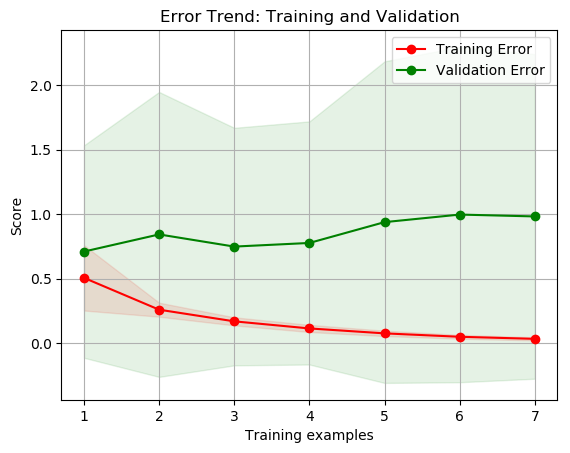 Error Trend: Training and Validation
Training Error
Validation Error
Score
2.0
1.5
1.0
0.5
0.0
1 2 3 4 5 6 7
Training examples